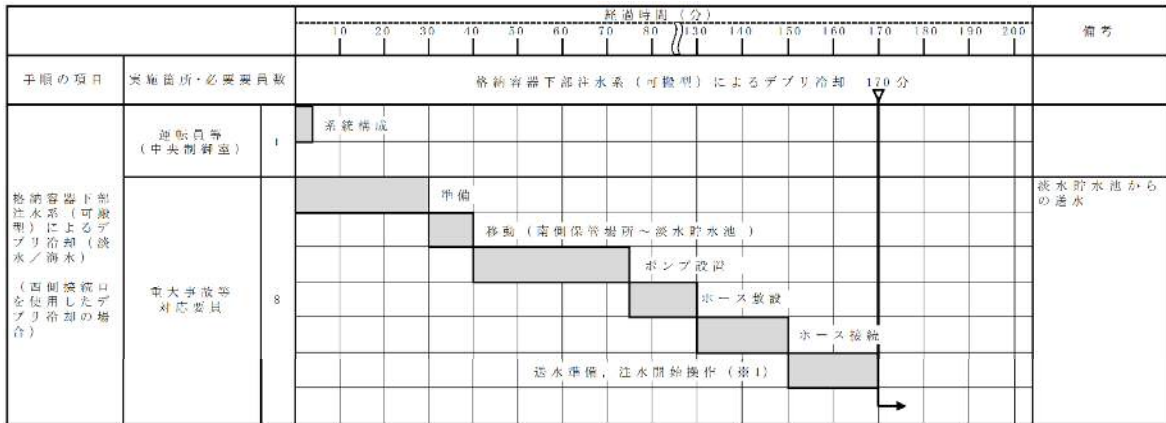 経過時間（分）
10 20 30 40 50 60 70 80 130 140 150 160 170 180 190 200
備考
手順の項目
実施箇所・必要要員数
格納容器下部注水系（可搬型）によるデブリ冷却 170分
運転員等
（中央制御室）
1
系統構成
格納容器下部
注水系（可搬
型）によるデ
ブリ冷却（淡
水／海水）
（西側接続口
を使用したデ
ブリ冷却の場
合）
重大事故等
対応要員
8
準備
移動（南側保管場所～淡水貯水池）
ポンプ設置
ホース敷設
ホース接続
送水準備，注水開始操作（※1）
淡水貯水池から
の送水